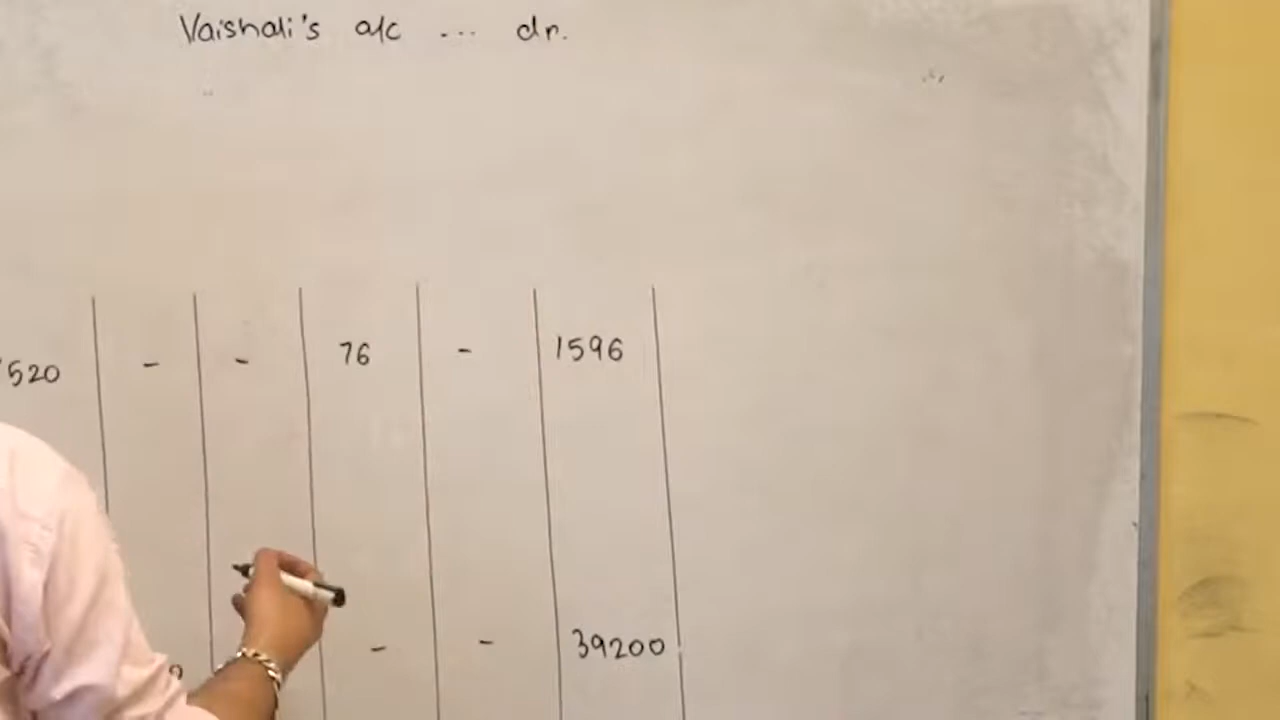 Vaishali's a/c ... dr.
520 - - 76 - 1596
- - 39200